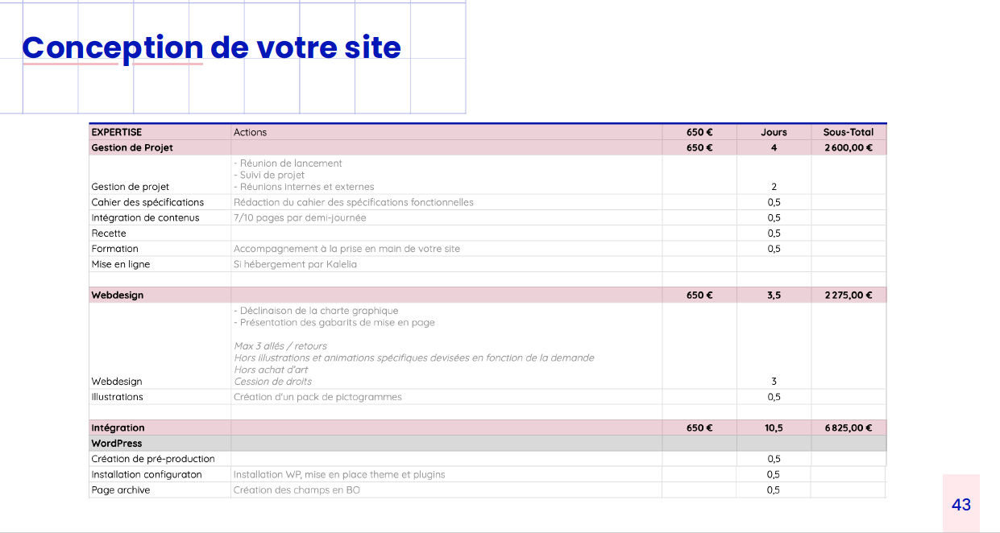 Conception de votre site
EXPERTISE Actions 650 € Jours Sous-Total
Gestion de Projet 650 € 4 2 600,00 €
- Réunion de lancement
- Suivi de projet
Gestion de projet - Réunions internes et externes 2
Cahier des spécifications Rédaction du cahier des spécifications fonctionnelles 0,5
Intégration de contenus 7/10 pages par demi-journée 0,5
Recette 0,5
Formation Accompagnement à la prise en main de votre site 0,5
Mise en ligne Si hébergement par Kalelia
Webdesign 650 € 3,5 2 275,00 €
- Déclinaison de la charte graphique
- Présentation des gabarits de mise en page
Max 3 allés / retours
Hors illustrations et animations spécifiques devisées en fonction de la demande
Hors achat d'art
Webdesign Cession de droits 3
Illustrations Création d'un pack de pictogrammes 0,5
Intégration 650 € 10,5 6 825,00 €
WordPress
Création de pré-production 0,5
Installation configuraton Installation WP, mise en place theme et plugins 0,5
Page archive Création des champs en BO 0,5
43